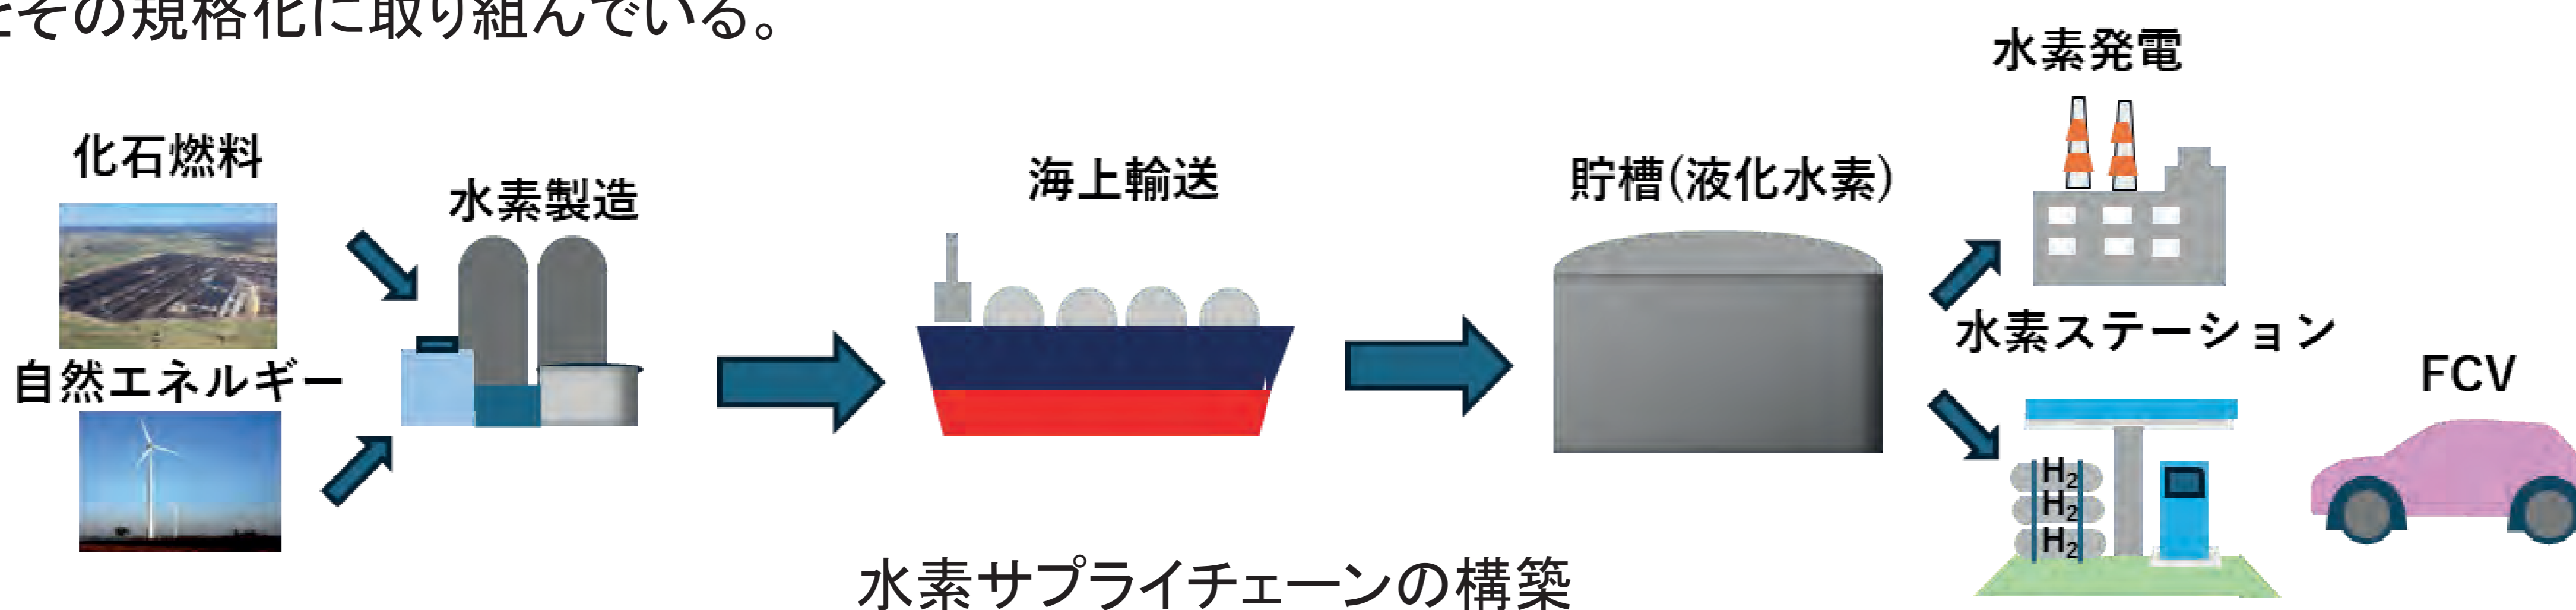 とその規格化に取り組んでいる。
化石燃料
自然エネルギー
水素製造
海上輸送
貯槽(液化水素)
水素発電
水素ステーション
FCV
H₂
H₂
H₂
水素サプライチェーンの構築